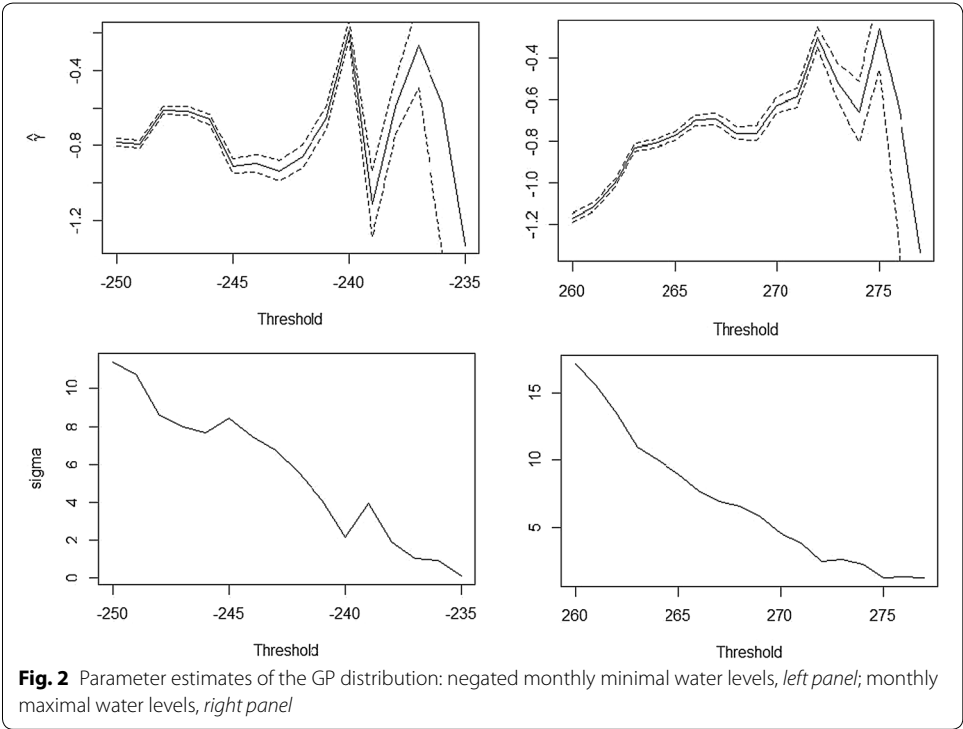 γ̂
-0.4
-0.8
-1.2
-250 -245 -240 -235
Threshold
-0.4
-0.6
-0.8
-1.0
-1.2
260 265 270 275
Threshold
sigma
10
8
6
4
2
0
-250 -245 -240 -235
Threshold
15
10
5
260 265 270 275
Threshold
Fig. 2 Parameter estimates of the GP distribution: negated monthly minimal water levels, left panel; monthly
maximal water levels, right panel